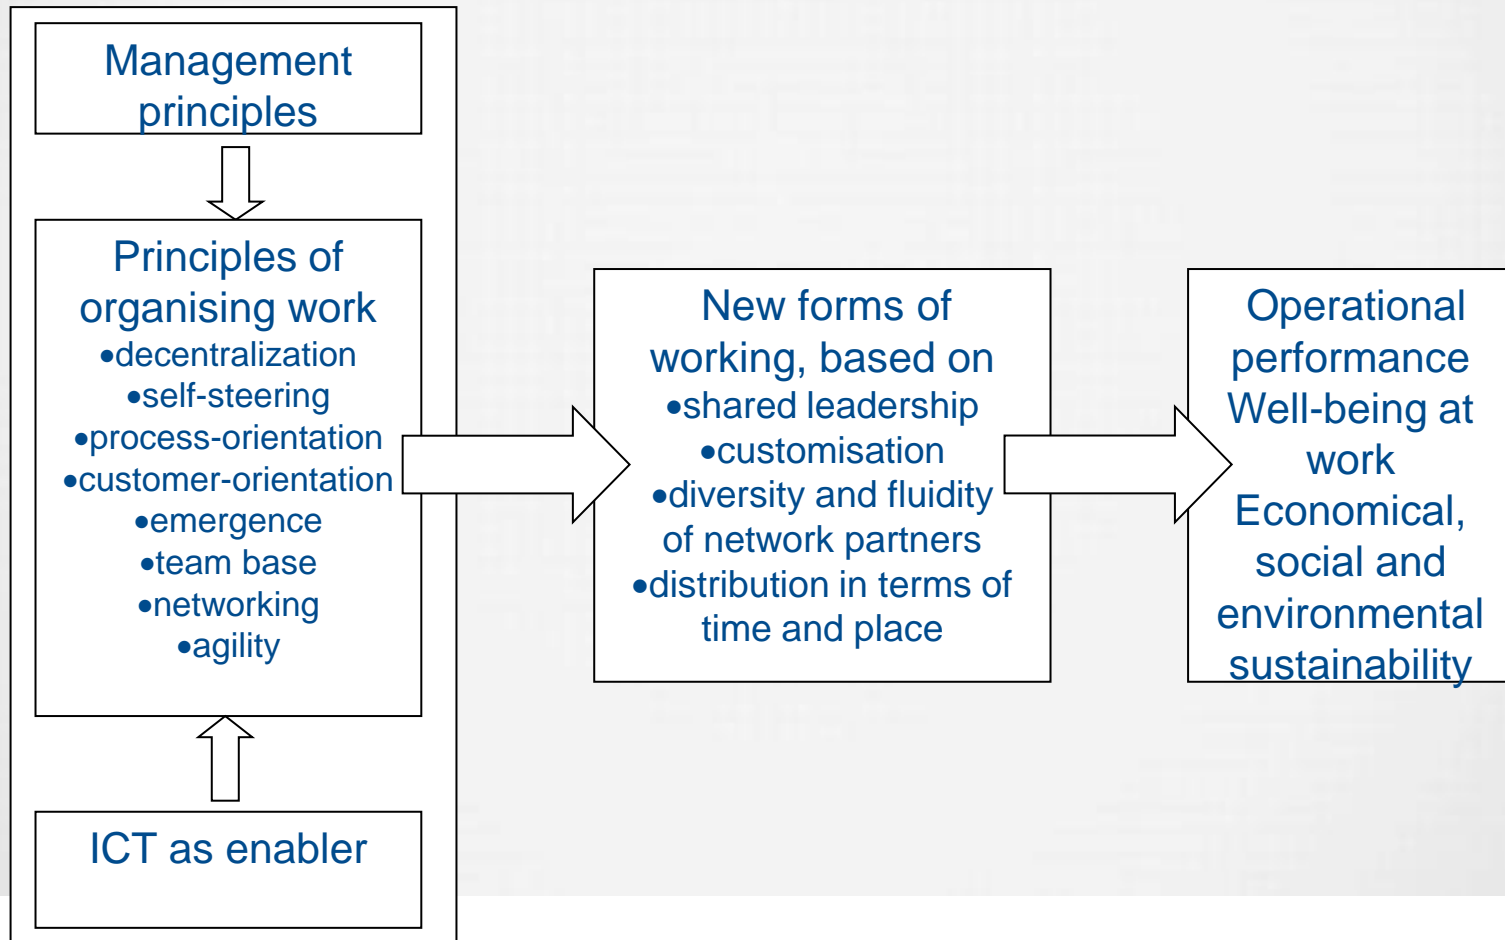 Management
principles
Principles of
organising work
•decentralization
•self-steering
•process-orientation
•customer-orientation
•emergence
•team base
•networking
•agility
ICT as enabler
New forms of
working, based on
•shared leadership
•customisation
•diversity and fluidity
of network partners
•distribution in terms of
time and place
Operational
performance
Well-being at
work
Economical,
social and
environmental
sustainability